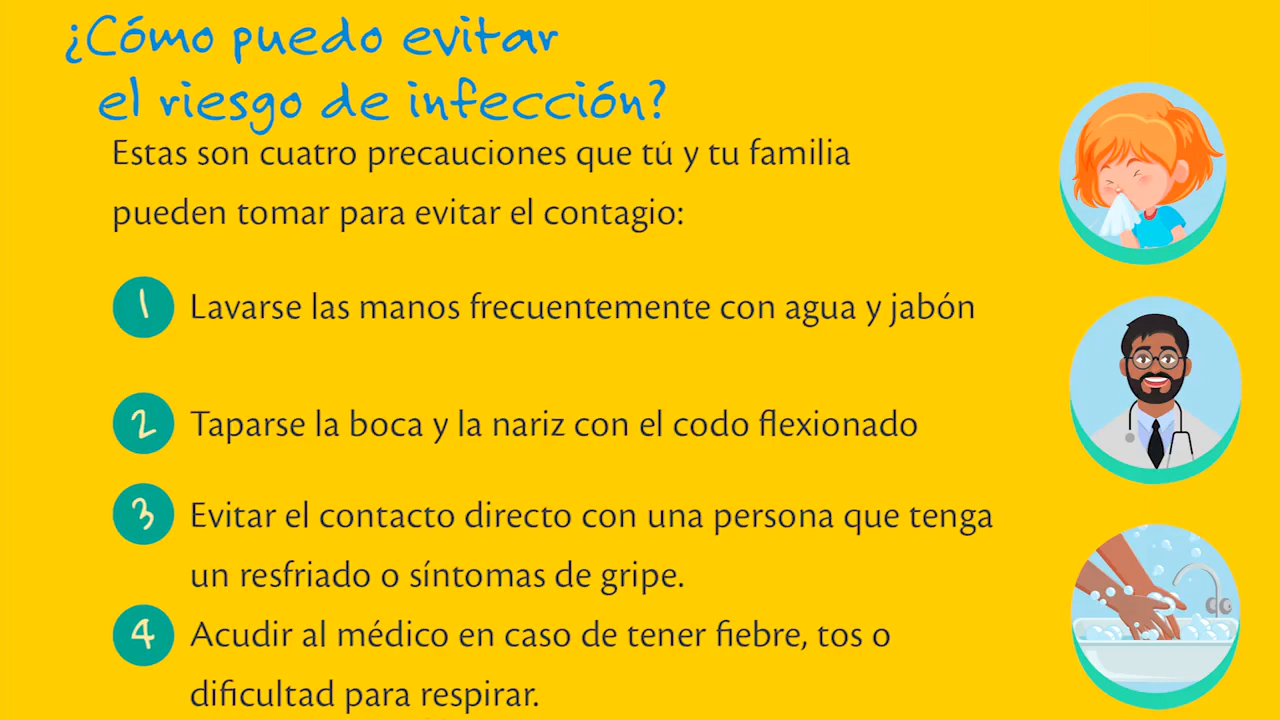 ¿Cómo puedo evitar
el riesgo de infección?
Estas son cuatro precauciones que tú y tu familia
pueden tomar para evitar el contagio:
1 Lavarse las manos frecuentemente con agua y jabón
2 Taparse la boca y la nariz con el codo flexionado
3 Evitar el contacto directo con una persona que tenga
un resfriado o síntomas de gripe.
4 Acudir al médico en caso de tener fiebre, tos o
dificultad para respirar.